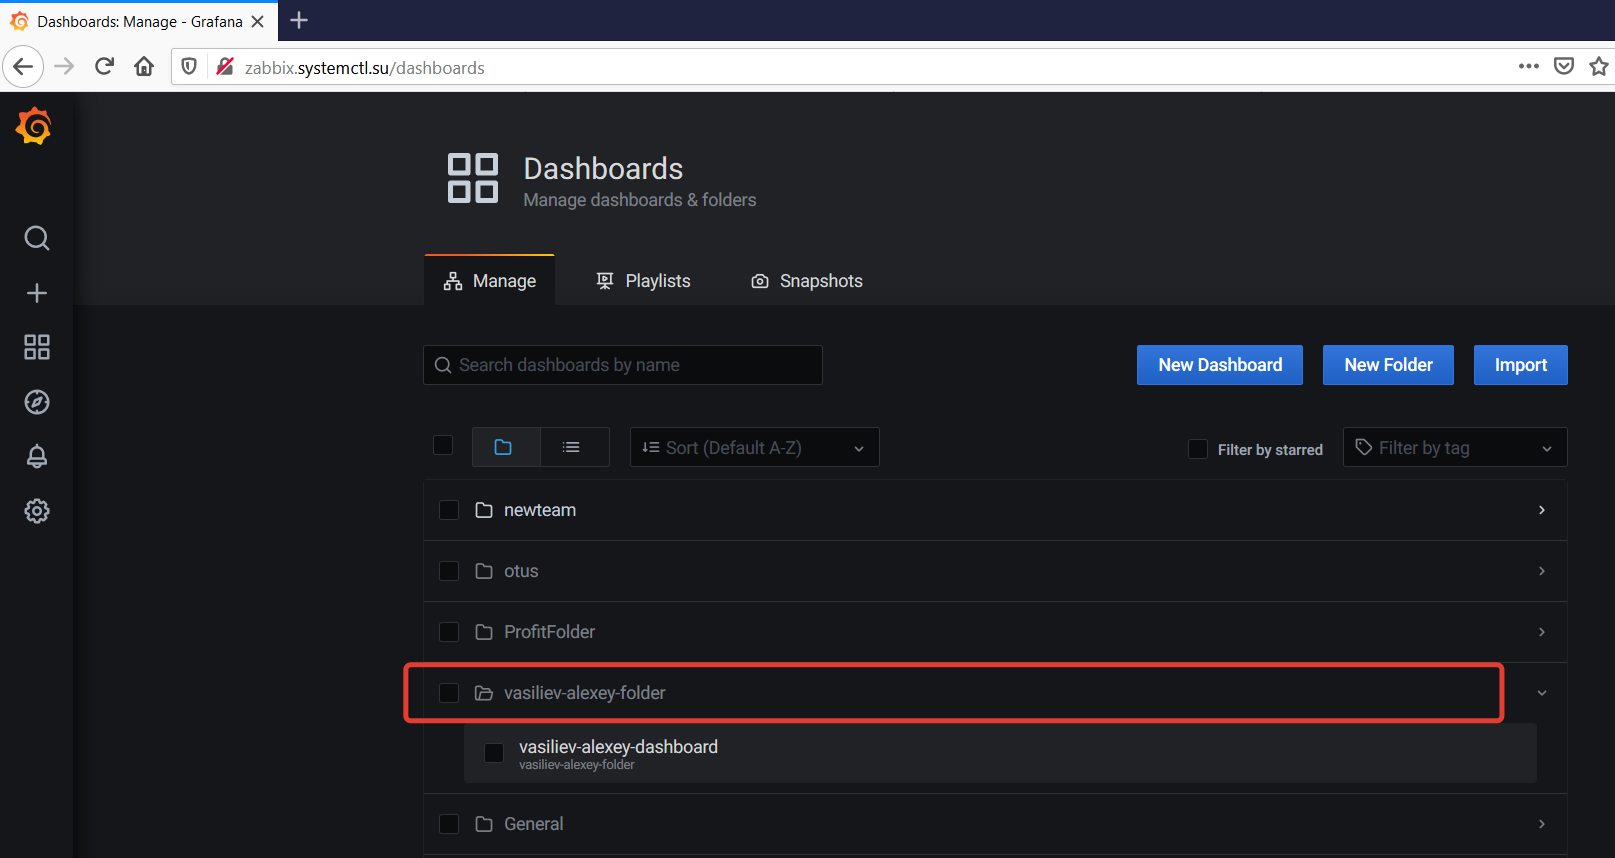 Dashboards: Manage - Grafana
zabbix.systemctl.su/dashboards
Dashboards
Manage dashboards & folders
Manage
Playlists
Snapshots
Search dashboards by name
New Dashboard
New Folder
Import
Sort (Default A-Z)
Filter by starred
Filter by tag
newteam
otus
ProfitFolder
vasiliev-alexey-folder
vasiliev-alexey-dashboard
vasiliev-alexey-folder
General